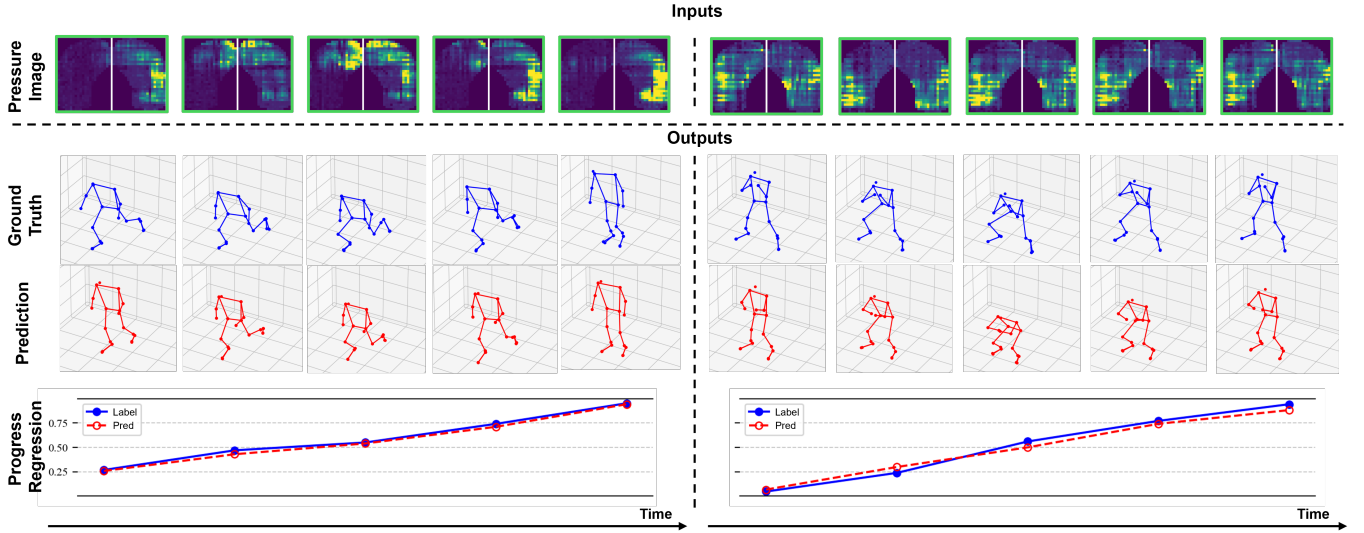 Inputs
Pressure
Image
Outputs
Ground
Truth
Prediction
Progress
Regression
0.75
0.50
0.25
Label
Pred
Label
Pred
Time
Time